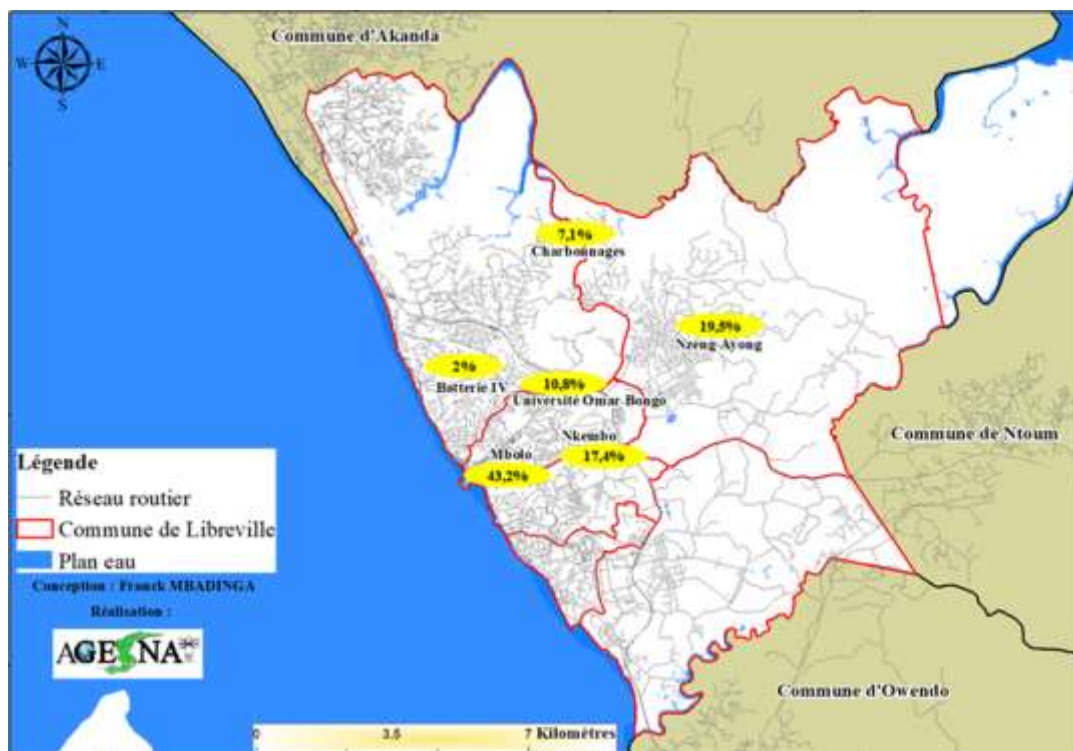 Commune d'Akanda
N
W E
S
7,1%
Charbonnages
19,5%
Nzeng-Ayong
2%
Batterie IV
10,8%
Université Omar-Bongo
Nkembo
17,4%
Mbolo
43,2%
Commune de Ntoum
Légende
Réseau routier
Commune de Libreville
Plan eau
Conception : Franck MBADINGA
Réalisation :
Commune d'Owendo
0 3.5 7 Kilomètres